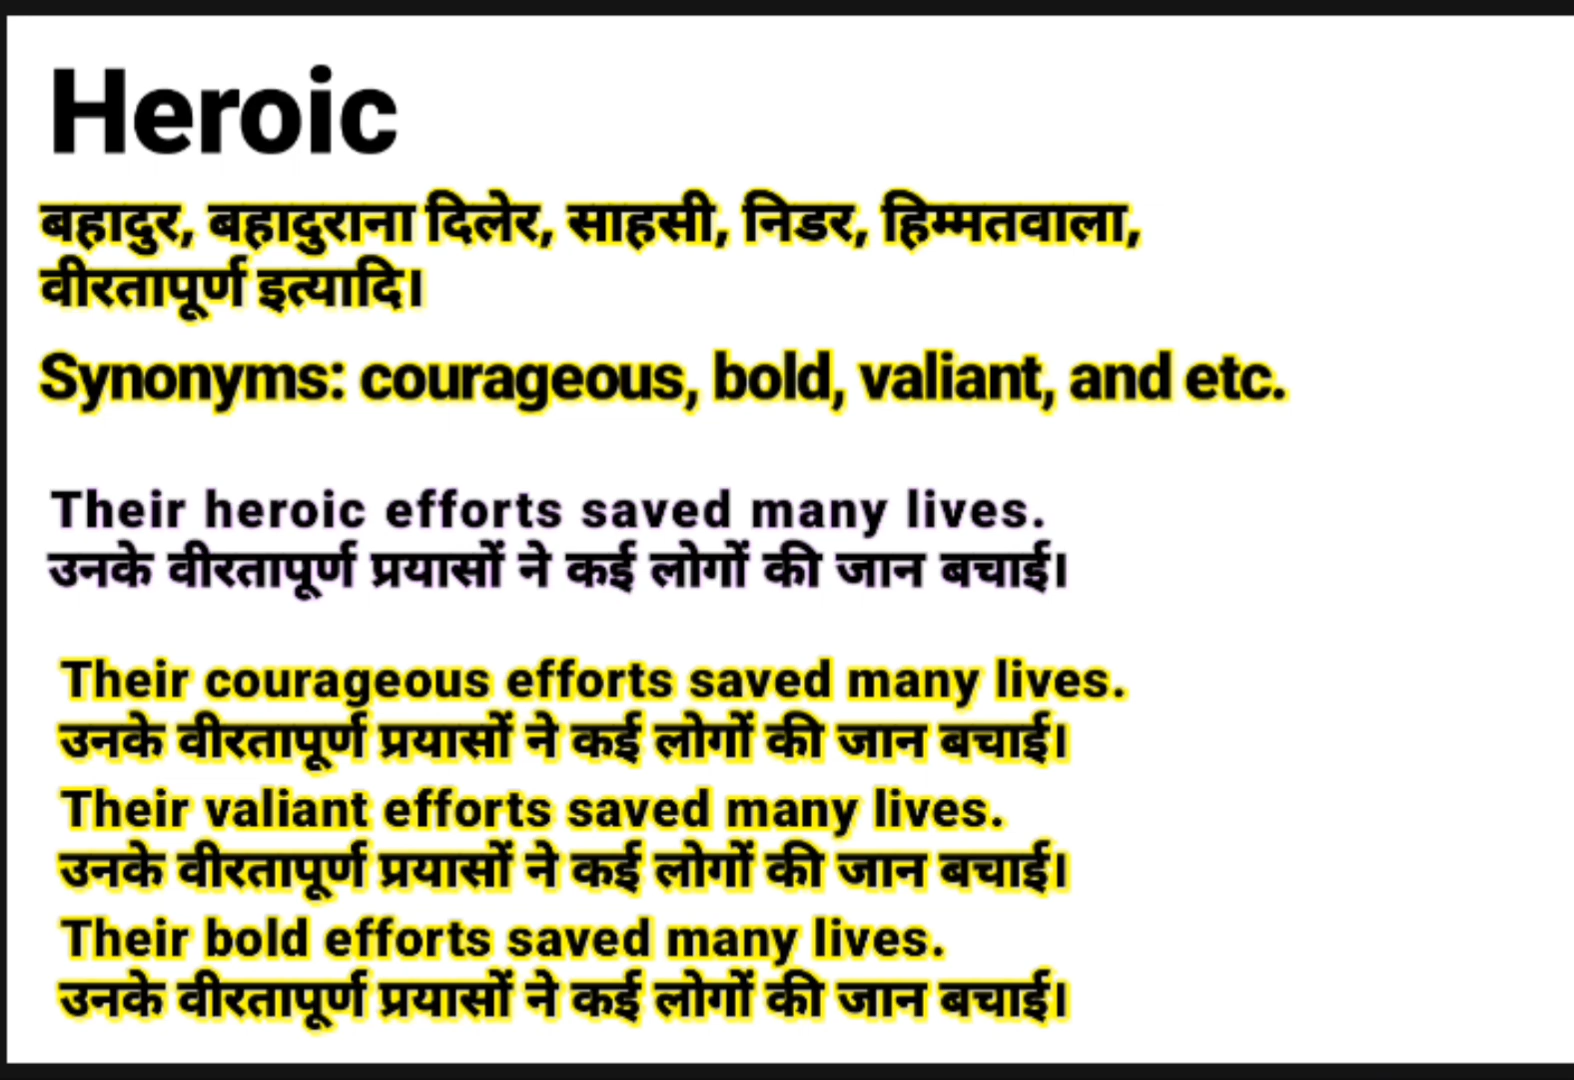 Heroic
बहादुर, बहादुराना दिलेर, साहसी, निडर, हिम्मतवाला,
वीरतापूर्ण इत्यादि।
Synonyms: courageous, bold, valiant, and etc.
Their heroic efforts saved many lives.
उनके वीरतापूर्ण प्रयासों ने कई लोगों की जान बचाई।
Their courageous efforts saved many lives.
उनके वीरतापूर्ण प्रयासों ने कई लोगों की जान बचाई।
Their valiant efforts saved many lives.
उनके वीरतापूर्ण प्रयासों ने कई लोगों की जान बचाई।
Their bold efforts saved many lives.
उनके वीरतापूर्ण प्रयासों ने कई लोगों की जान बचाई।